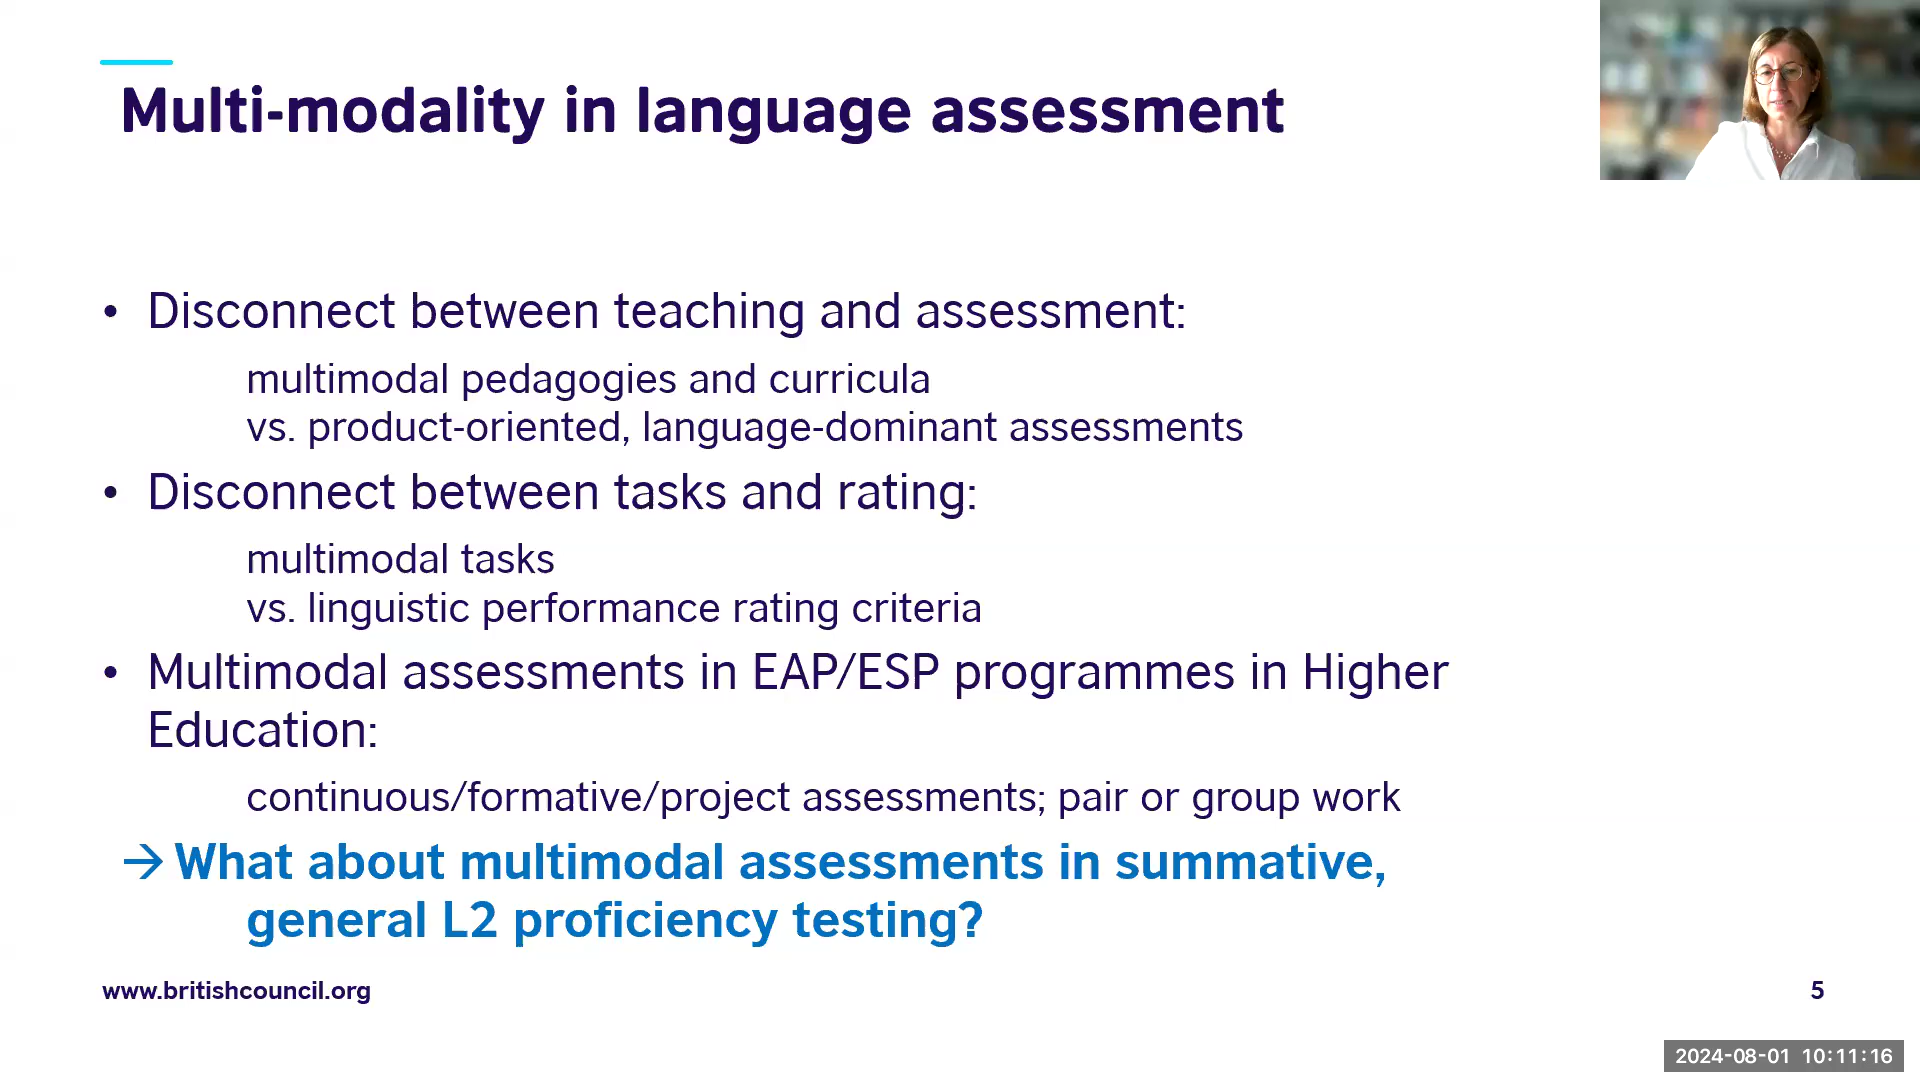 Multi-modality in language assessment
• Disconnect between teaching and assessment:
multimodal pedagogies and curricula
vs. product-oriented, language-dominant assessments
• Disconnect between tasks and rating:
multimodal tasks
vs. linguistic performance rating criteria
• Multimodal assessments in EAP/ESP programmes in Higher
Education:
continuous/formative/project assessments; pair or group work
→ What about multimodal assessments in summative,
general L2 proficiency testing?
www.britishcouncil.org
5
2024-08-01 10:11:16